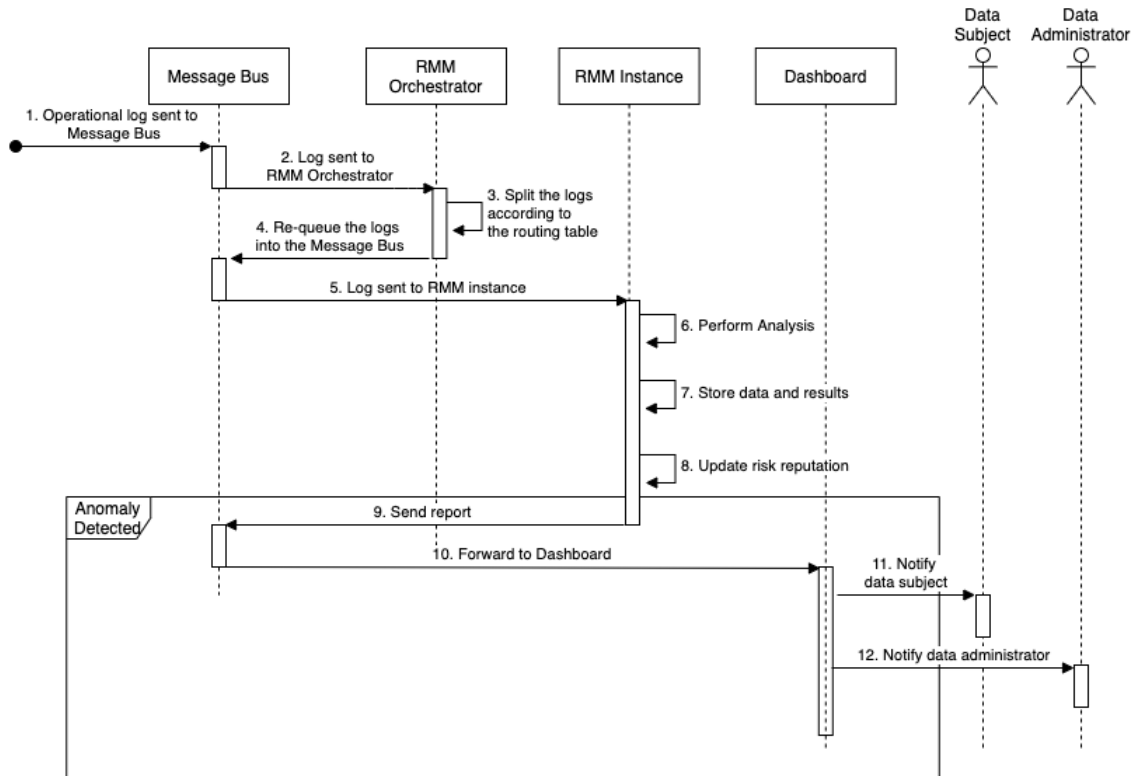 Data
Subject
Data
Administrator
Message Bus
RMM
Orchestrator
RMM Instance
Dashboard
1. Operational log sent to
Message Bus
2. Log sent to
RMM Orchestrator
3. Split the logs
according to
the routing table
4. Re-queue the logs
into the Message Bus
5. Log sent to RMM instance
6. Perform Analysis
7. Store data and results
8. Update risk reputation
Anomaly
Detected
9. Send report
10. Forward to Dashboard
11. Notify
data subject
12. Notify data administrator